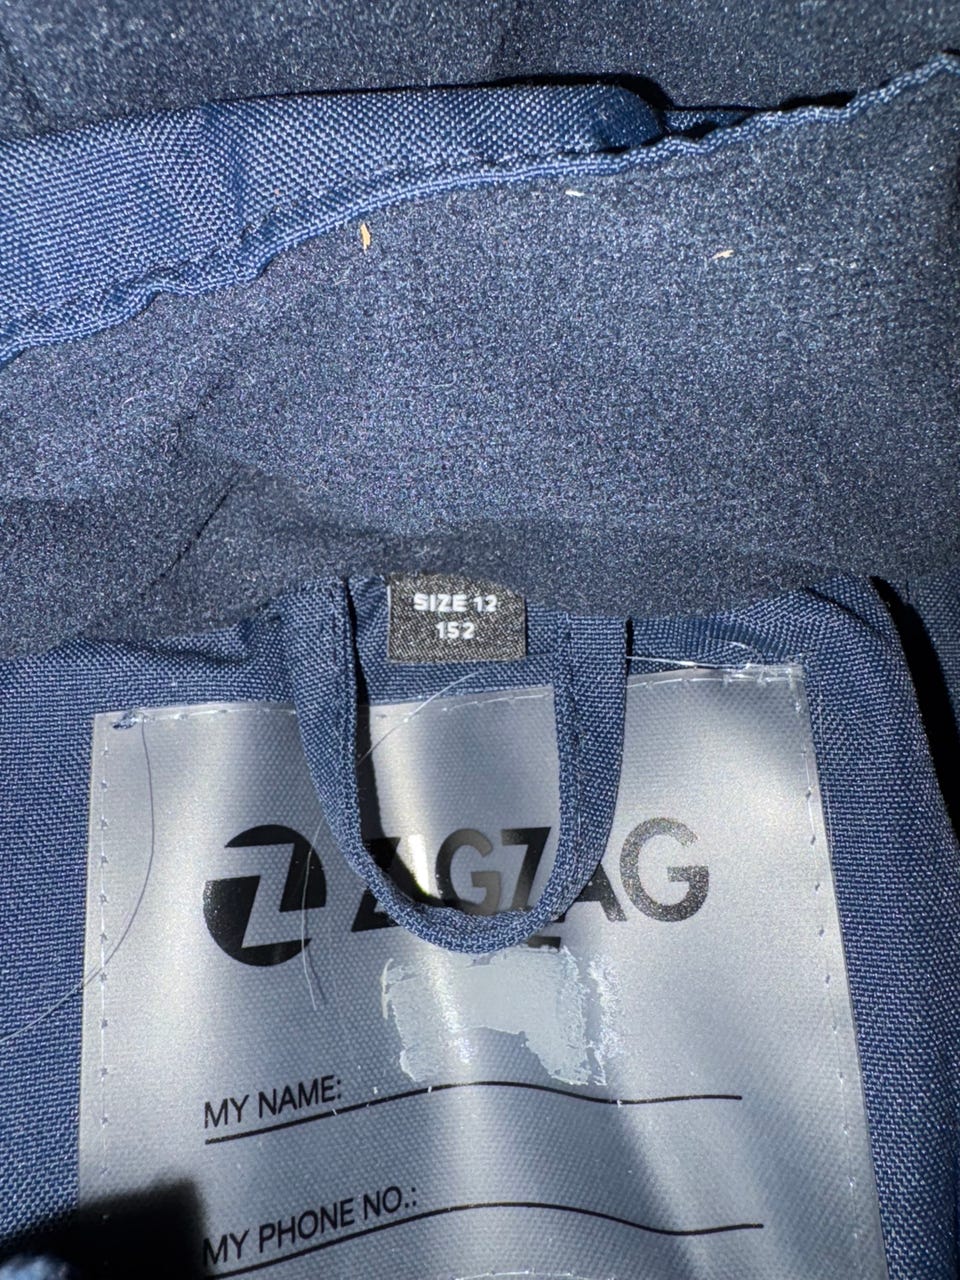 SIZE 12
152
ZIGZAG
MY NAME:
MY PHONE NO.: